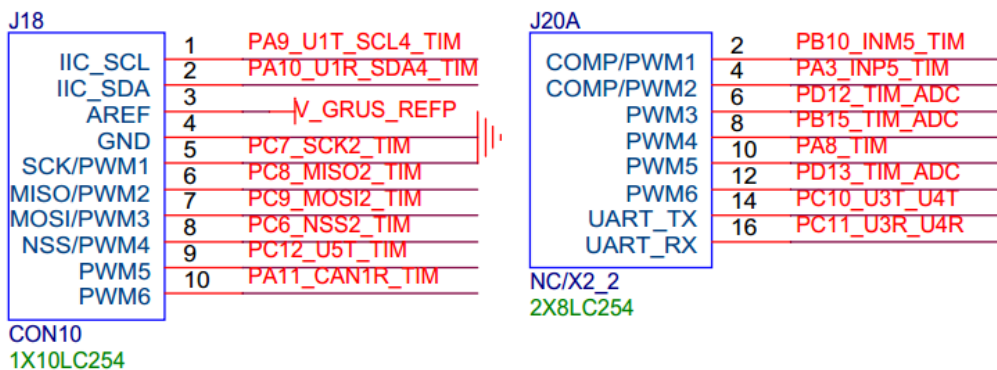 J18
IIC_SCL 1 PA9_U1T_SCL4_TIM
IIC_SDA 2 PA10_U1R_SDA4_TIM
AREF 3 V_GRUS_REFP
GND 4
SCK/PWM1 5 PC7_SCK2_TIM
MISO/PWM2 6 PC8_MISO2_TIM
MOSI/PWM3 7 PC9_MOSI2_TIM
NSS/PWM4 8 PC6_NSS2_TIM
PWM5 9 PC12_U5T_TIM
PWM6 10 PA11_CAN1R_TIM
CON10
1X10LC254
J20A
COMP/PWM1 2 PB10_INM5_TIM
COMP/PWM2 4 PA3_INP5_TIM
PWM3 6 PD12_TIM_ADC
PWM4 8 PB15_TIM_ADC
PWM5 10 PA8_TIM
PWM6 12 PD13_TIM_ADC
UART_TX 14 PC10_U3T_U4T
UART_RX 16 PC11_U3R_U4R
NC/X2_2
2X8LC254